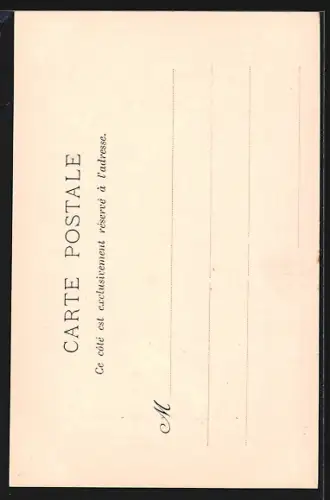 CARTE POSTALE
Ce côté est exclusivement réservé à l'adresse.
M